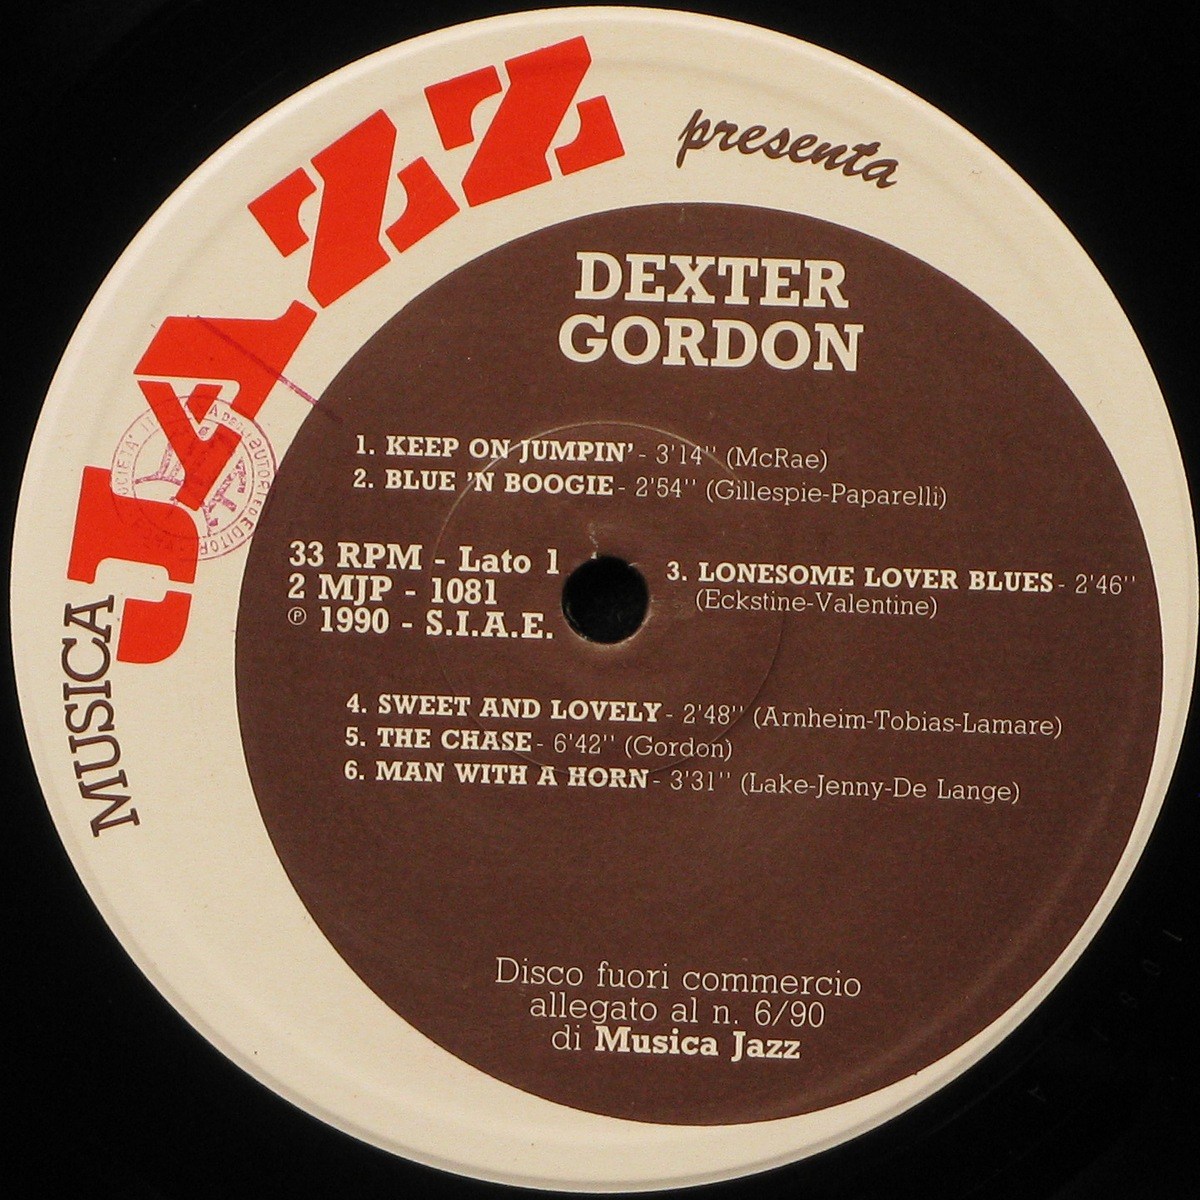 MUSICA JAZZ presenta
DEXTER
GORDON
1. KEEP ON JUMPIN' - 3'14'' (McRae)
2. BLUE 'N BOOGIE - 2'54'' (Gillespie-Paparelli)
33 RPM - Lato 1
2 MJP - 1081
℗ 1990 - S.I.A.E.
3. LONESOME LOVER BLUES - 2'46''
(Eckstine-Valentine)
4. SWEET AND LOVELY - 2'48'' (Arnheim-Tobias-Lamare)
5. THE CHASE - 6'42'' (Gordon)
6. MAN WITH A HORN - 3'31'' (Lake-Jenny-De Lange)
Disco fuori commercio
allegato al n. 6/90
di Musica Jazz